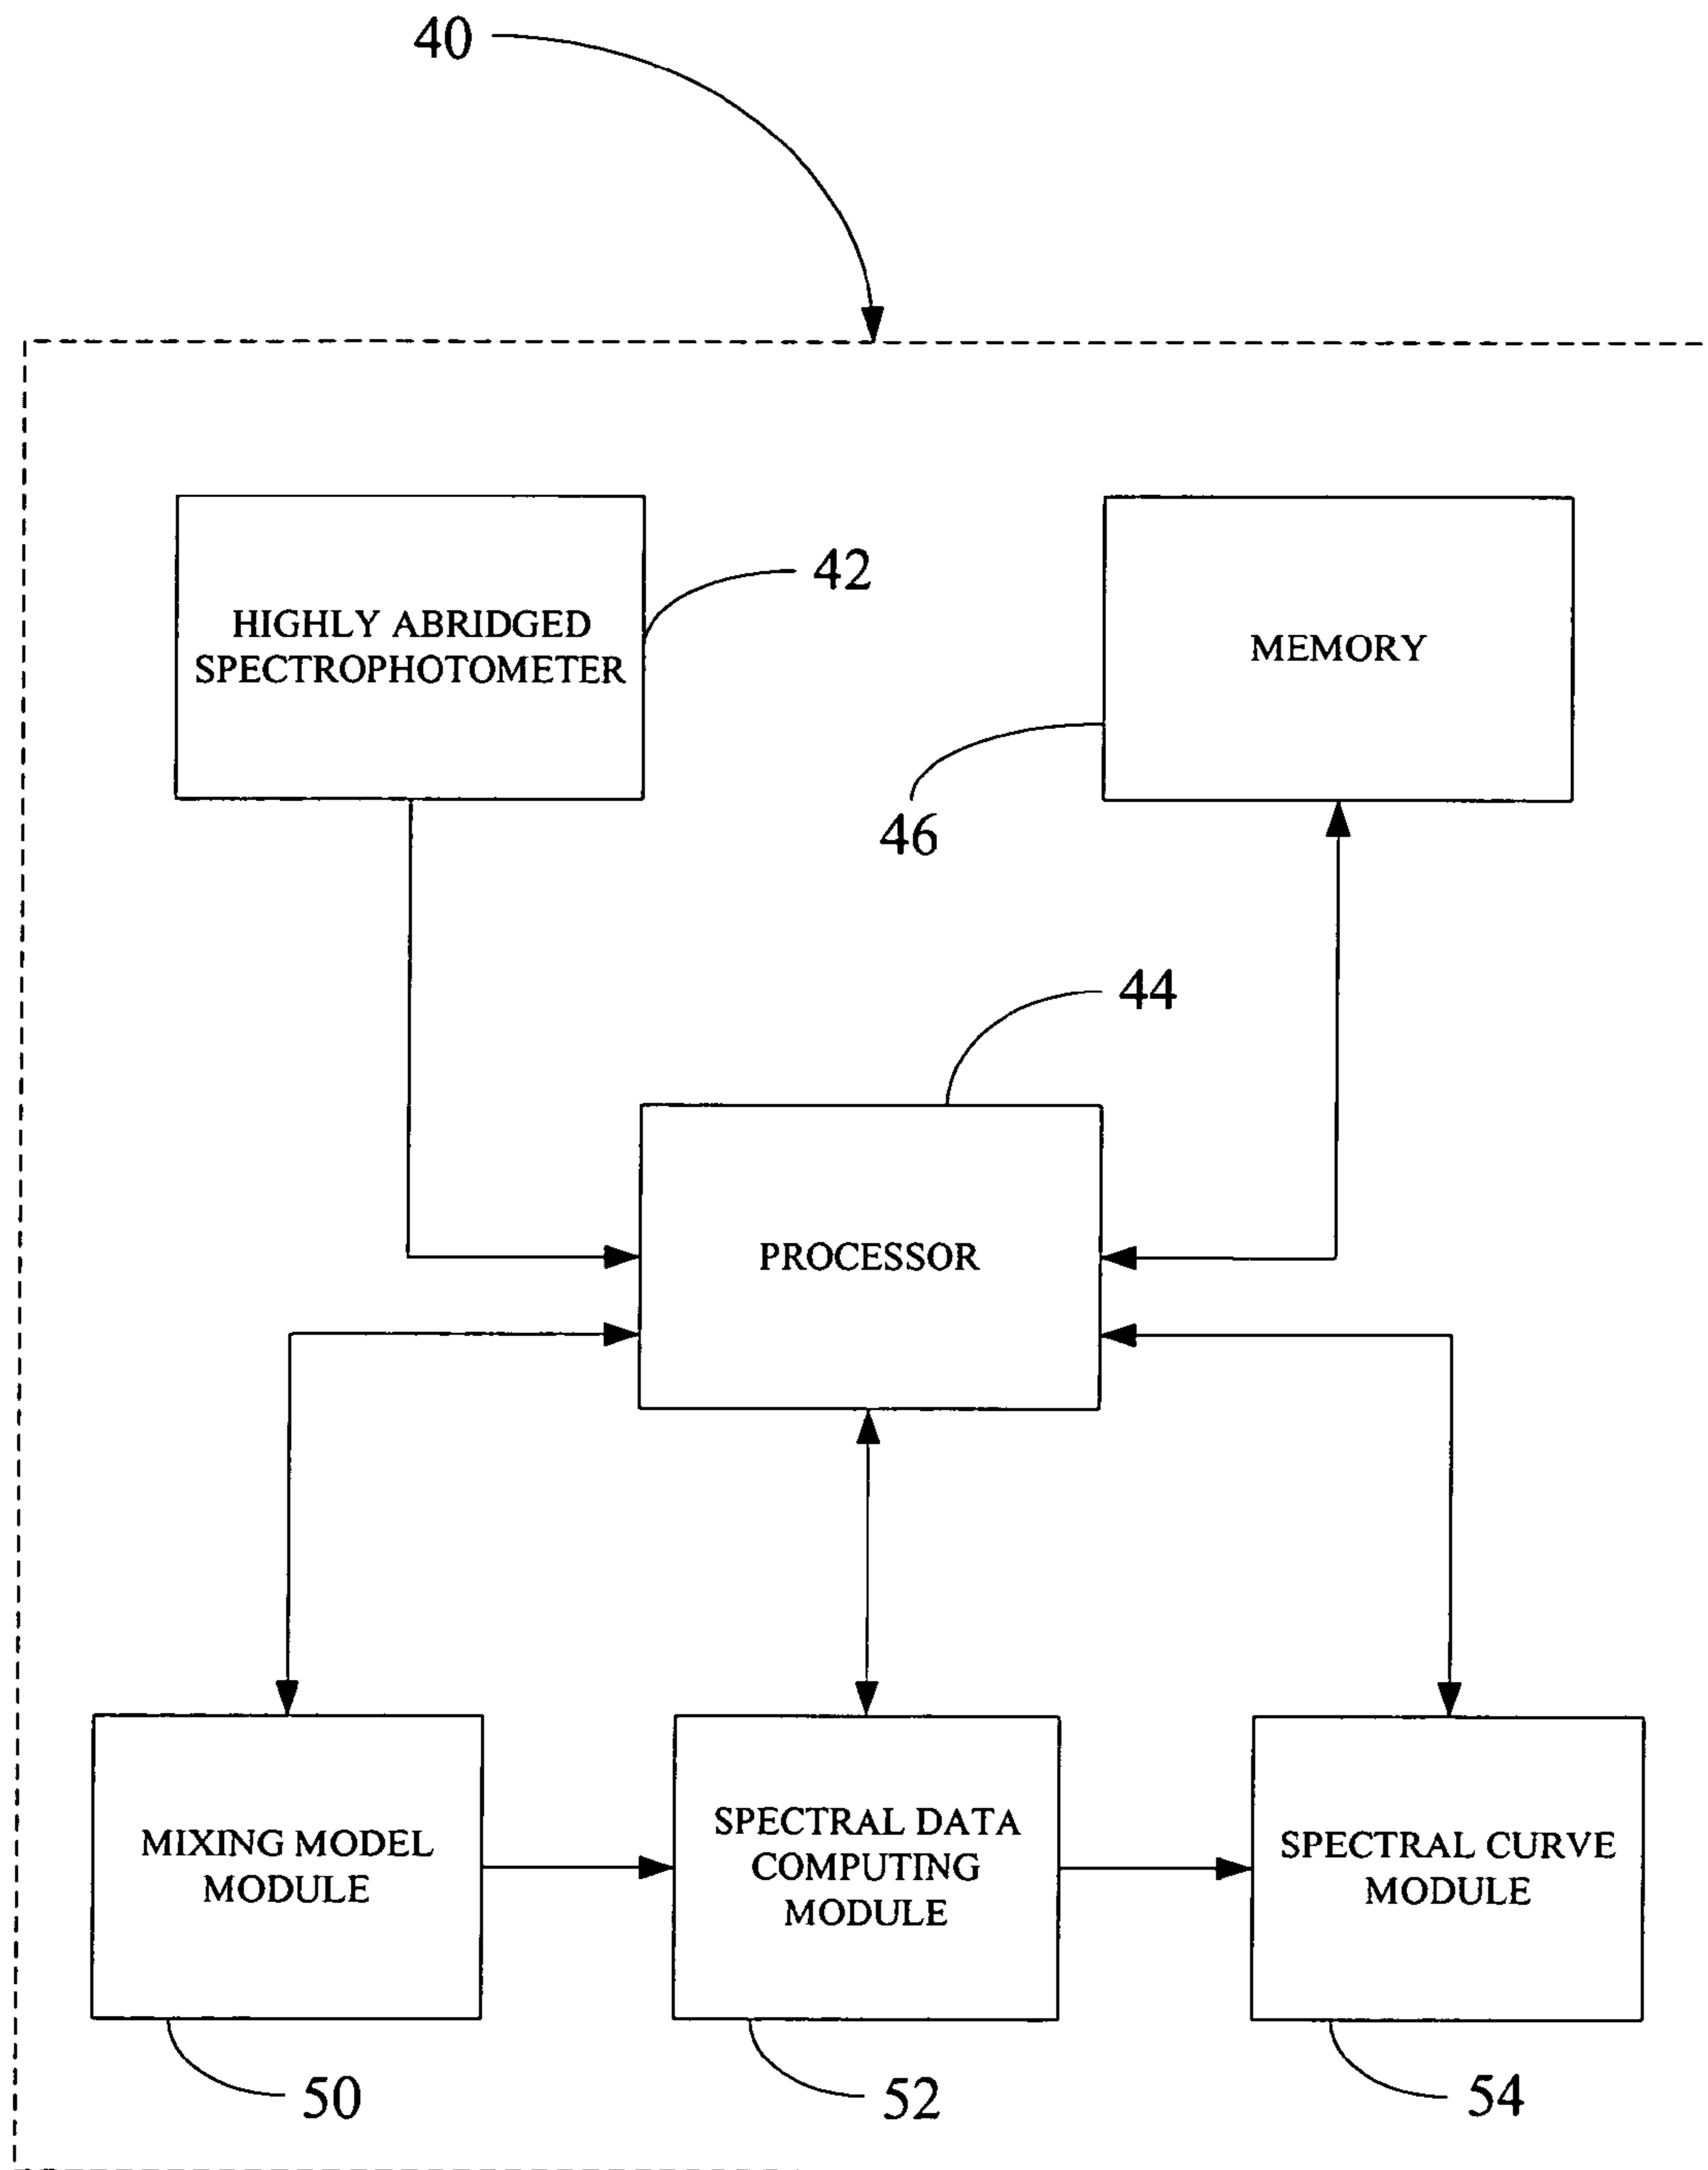 40
HIGHLY ABRIDGED
SPECTROPHOTOMETER
42
MEMORY
46
44
PROCESSOR
MIXING MODEL
MODULE
SPECTRAL DATA
COMPUTING
MODULE
SPECTRAL CURVE
MODULE
50
52
54